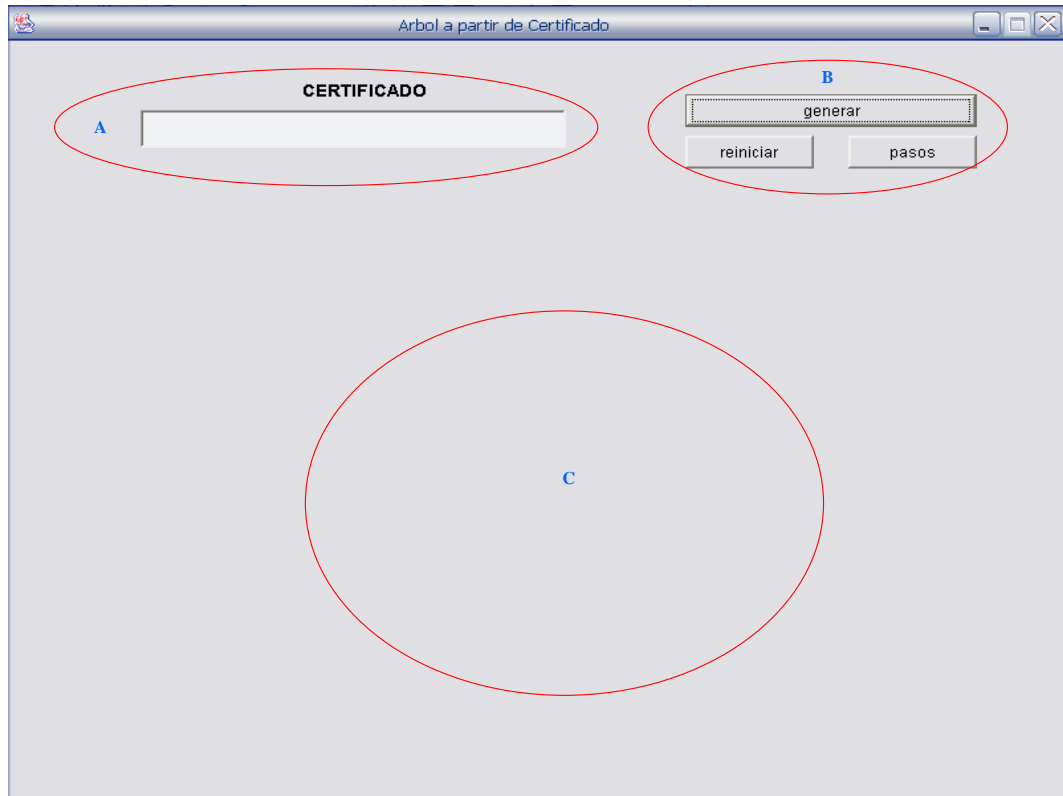 Arbol a partir de Certificado
CERTIFICADO
A
B
generar
reiniciar pasos
C